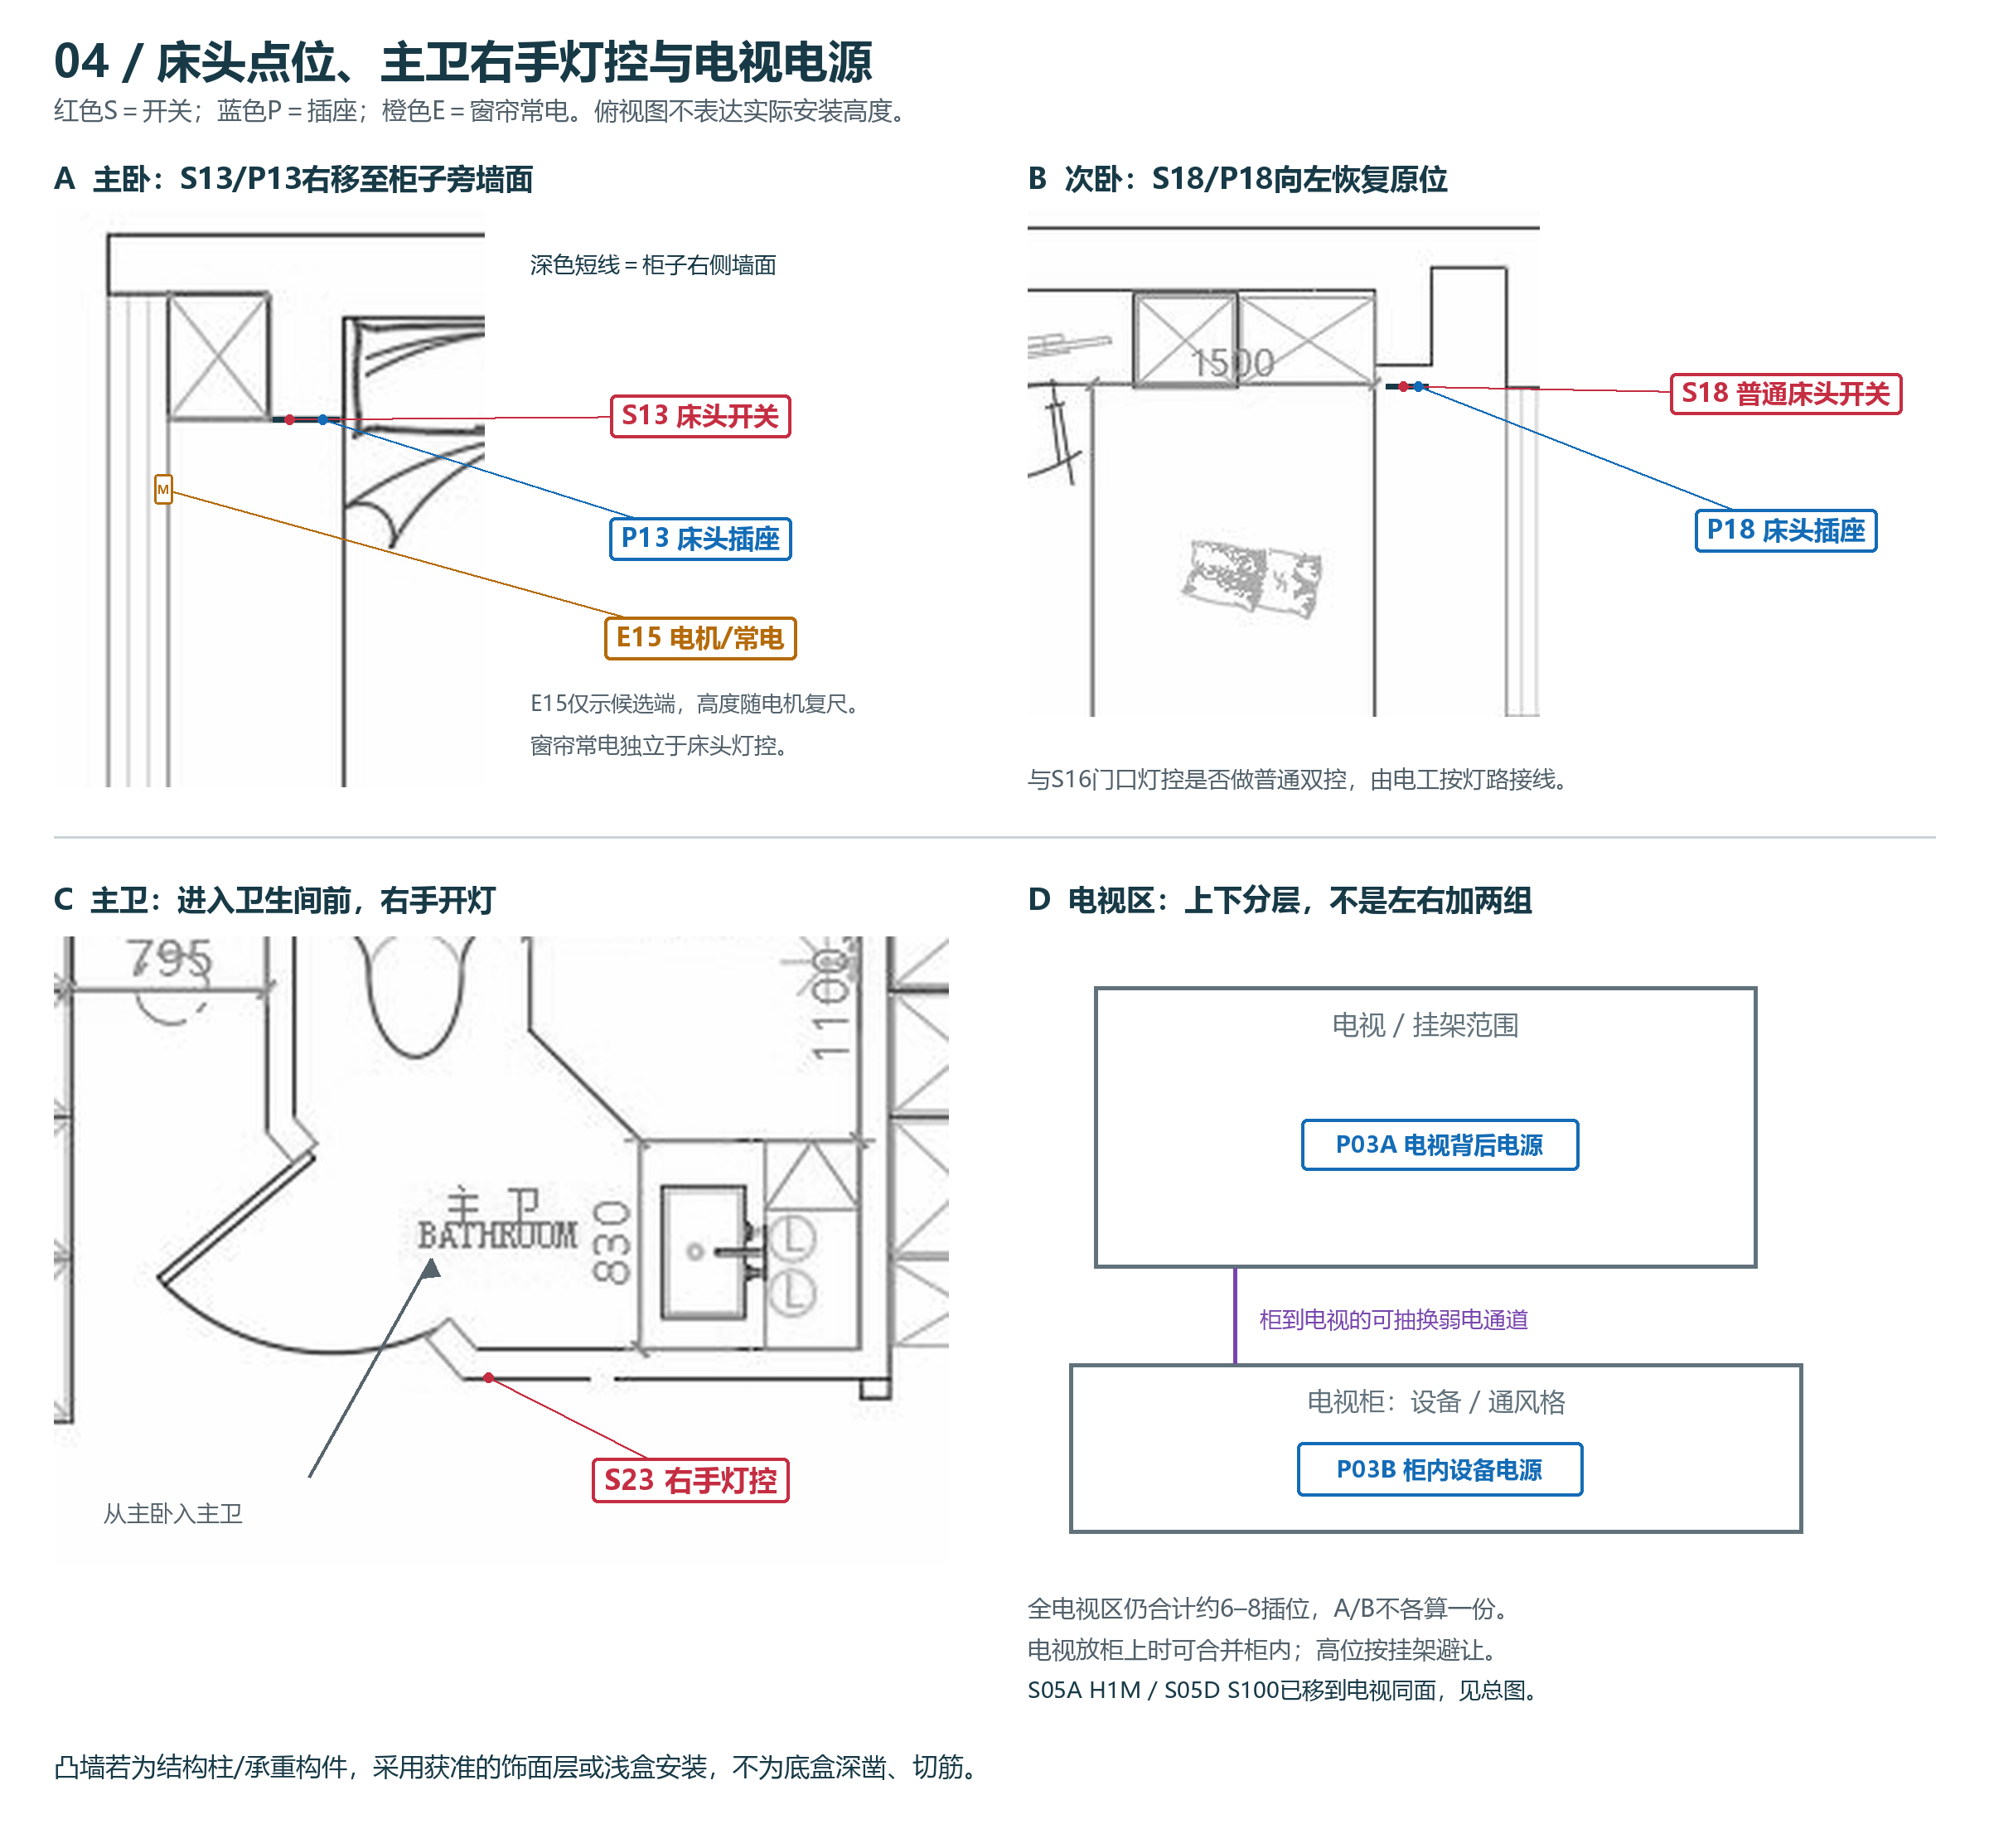 04 / 床头点位、主卫右手灯控与电视电源
红色S = 开关；蓝色P = 插座；橙色E = 窗帘常电。俯视图不表达实际安装高度。
A 主卧：S13/P13右移至柜子旁墙面
深色短线 = 柜子右侧墙面
S13 床头开关
P13 床头插座
M
E15 电机/常电
E15仅示候选端，高度随电机复尺。
窗帘常电独立于床头灯控。
B 次卧：S18/P18向左恢复原位
1500
S18 普通床头开关
P18 床头插座
与S16门口灯控是否做普通双控，由电工按灯路接线。
C 主卫：进入卫生间前，右手开灯
795
1100
主 卫
BATHROOM
830
L
L
S23 右手灯控
从主卧入主卫
D 电视区：上下分层，不是左右加两组
电视 / 挂架范围
P03A 电视背后电源
柜到电视的可抽换弱电通道
电视柜：设备 / 通风格
P03B 柜内设备电源
全电视区仍合计约6–8插位，A/B不各算一份。
电视放柜上时可合并柜内；高位按挂架避让。
S05A H1M / S05D S100已移到电视同面，见总图。
凸墙若为结构柱/承重构件，采用获准的饰面层或浅盒安装，不为底盒深凿、切筋。